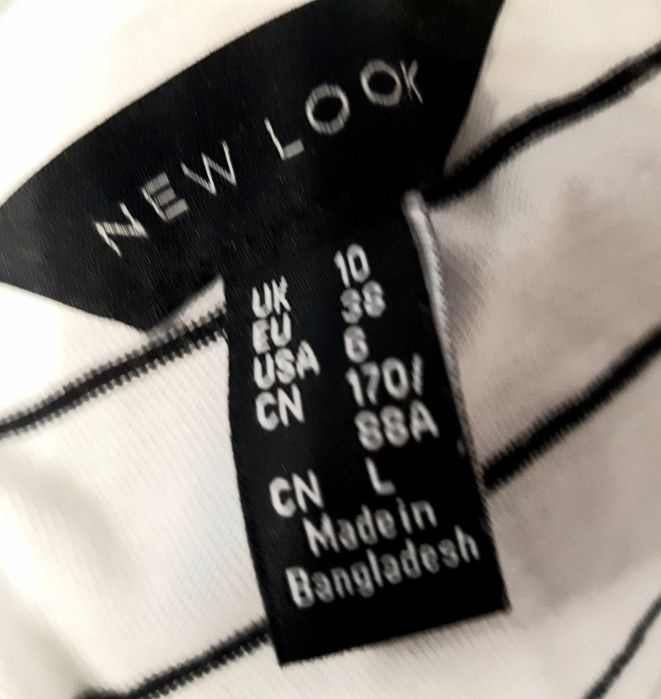 NEW LOOK
UK 10
EU 38
USA 6
CN 170/
88A
CN L
Made in
Bangladesh